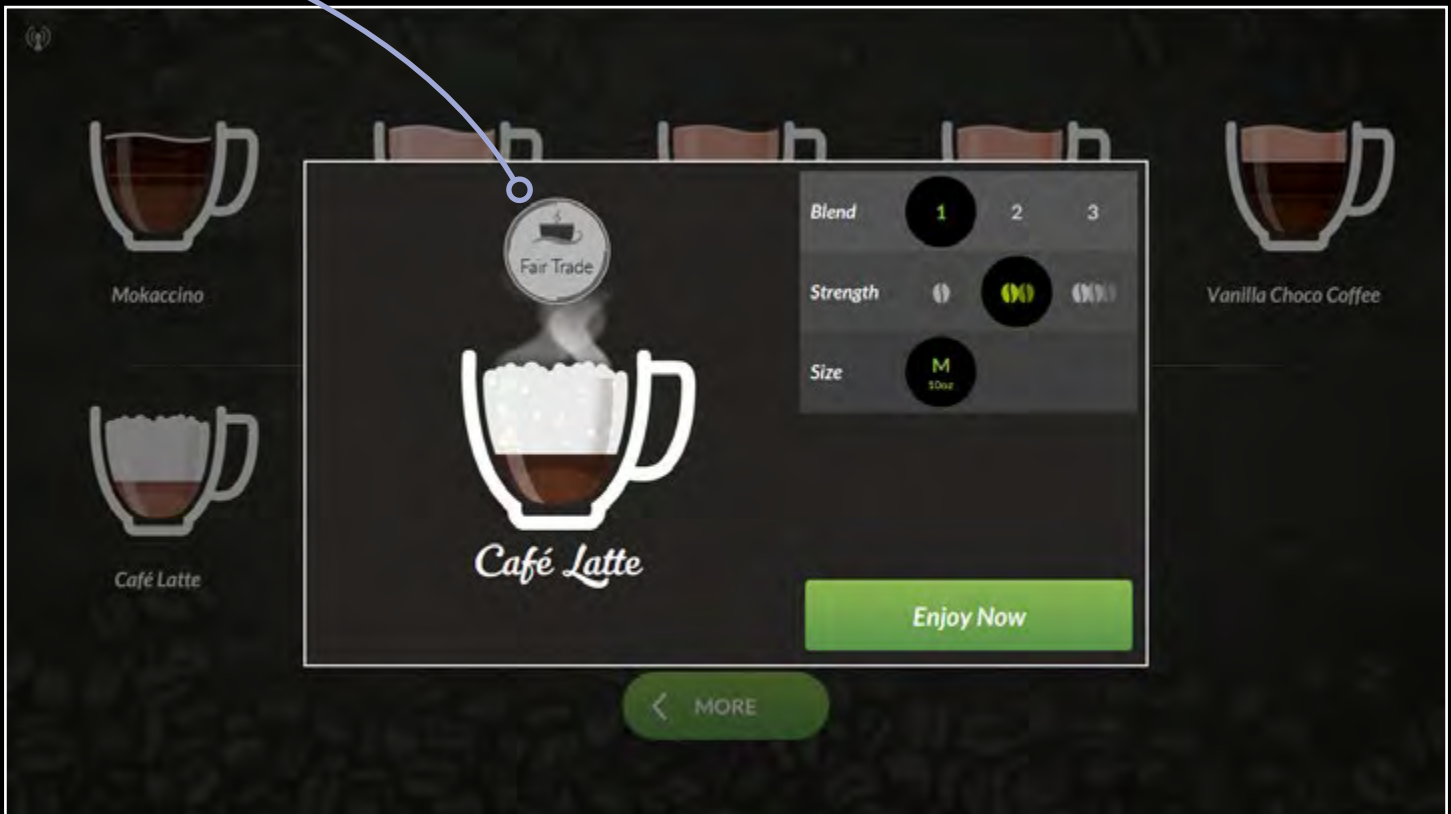 Fair Trade
Café Latte
Blend 1 2 3
Strength
Size M
10oz
Enjoy Now
Mokaccino
Vanilla Choco Coffee
Café Latte
MORE